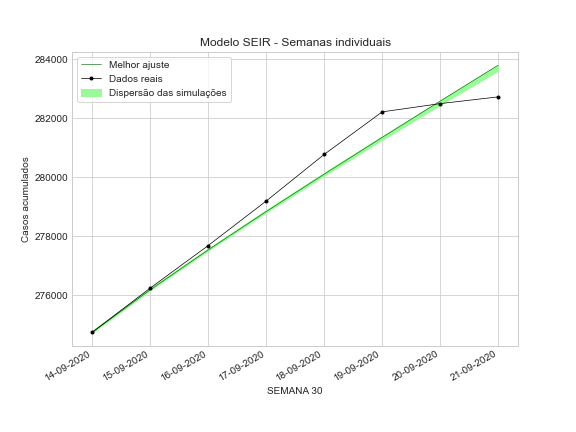 Modelo SEIR - Semanas individuais
Melhor ajuste
Dados reais
Dispersão das simulações
Casos acumulados
284000
282000
280000
278000
276000
14-09-2020
15-09-2020
16-09-2020
17-09-2020
18-09-2020
19-09-2020
20-09-2020
21-09-2020
SEMANA 30